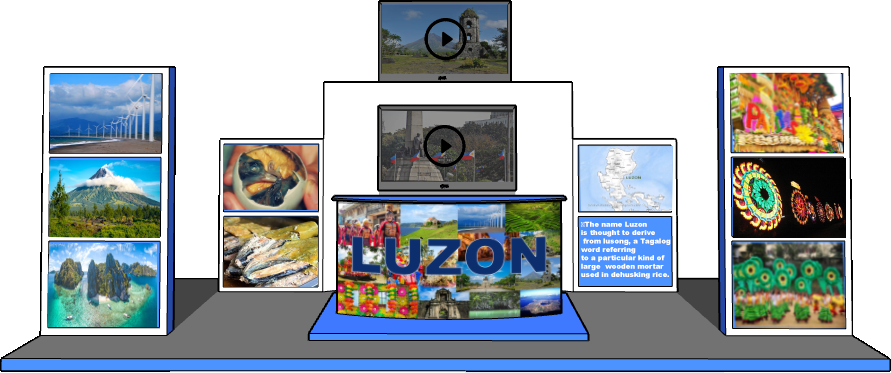 LUZON
LUZON
The name Luzon
is thought to derive
from lusong, a Tagalog
word referring
to a particular kind of
large wooden mortar
used in dehusking rice.